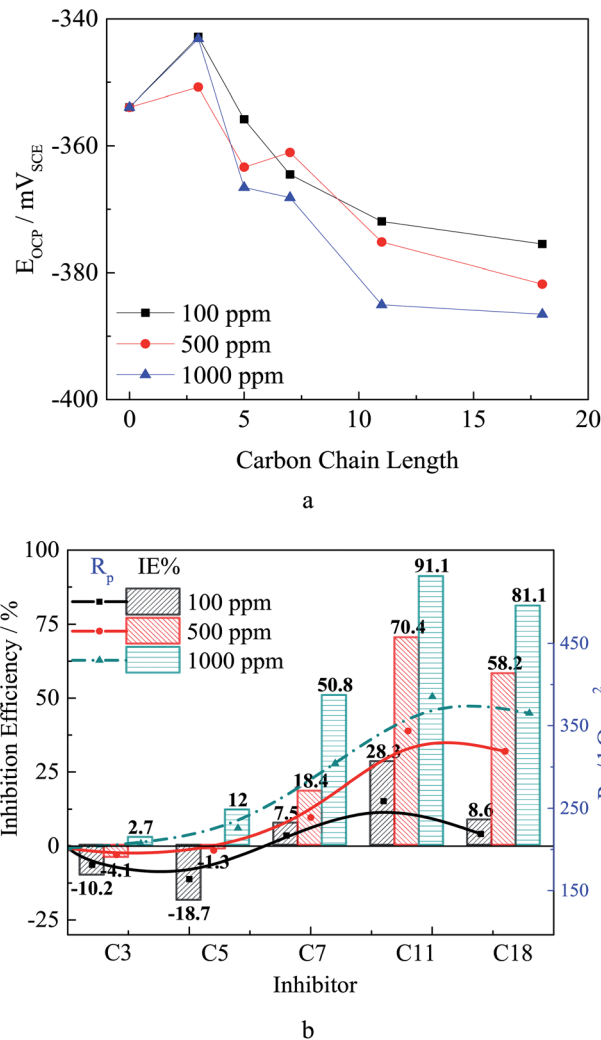 -340
-360
-380
-400
E_OCP / mV_SCE
100 ppm
500 ppm
1000 ppm
0 5 10 15 20
Carbon Chain Length
a
100
75
50
25
0
-25
Inhibition Efficiency / %
R_p IE%
100 ppm
500 ppm
1000 ppm
-10.2
-4.1
2.7
-18.7
-1.3
12
7.5
18.4
50.8
28.3
70.4
91.1
8.6
58.2
81.1
450
350
250
150
C3 C5 C7 C11 C18
Inhibitor
b